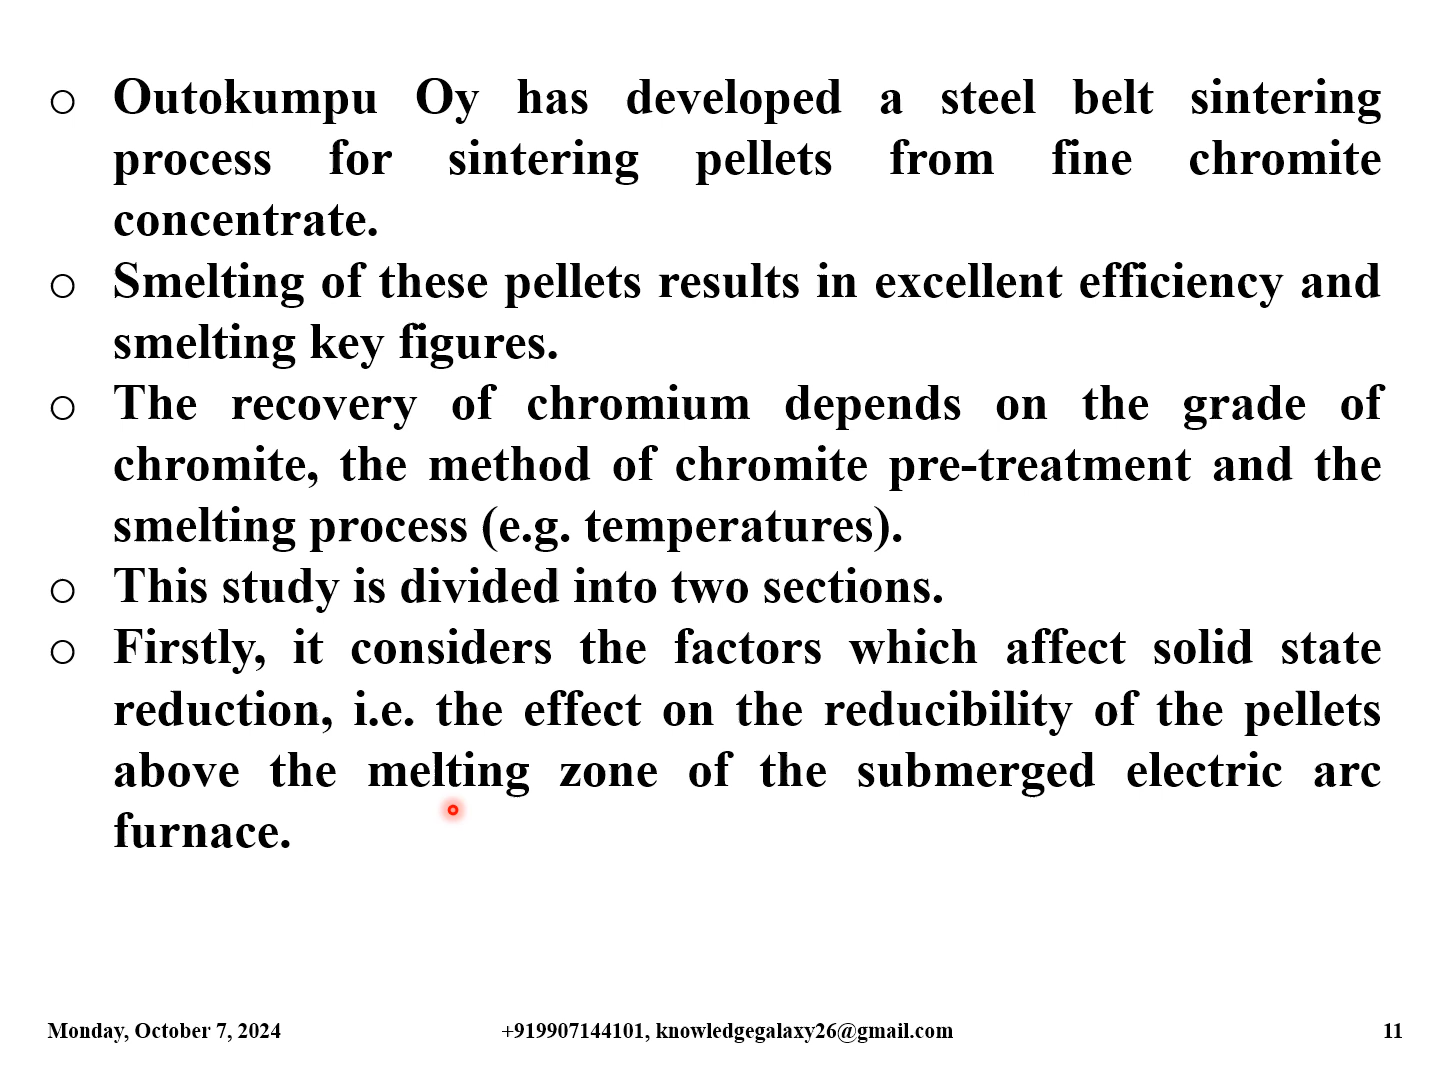 o Outokumpu Oy has developed a steel belt sintering
process for sintering pellets from fine chromite
concentrate.
o Smelting of these pellets results in excellent efficiency and
smelting key figures.
o The recovery of chromium depends on the grade of
chromite, the method of chromite pre-treatment and the
smelting process (e.g. temperatures).
o This study is divided into two sections.
o Firstly, it considers the factors which affect solid state
reduction, i.e. the effect on the reducibility of the pellets
above the melting zone of the submerged electric arc
furnace.
Monday, October 7, 2024 +919907144101, knowledgegalaxy26@gmail.com 11